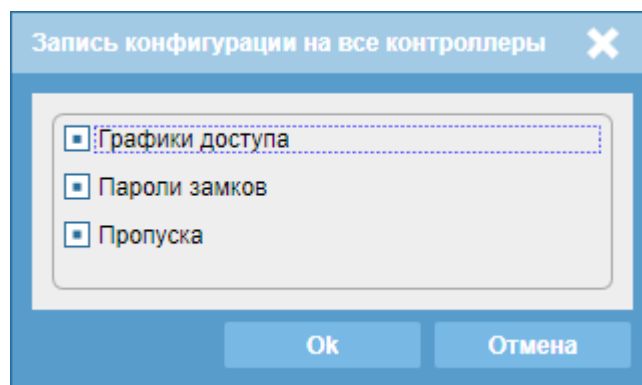 Запись конфигурации на все контроллеры
Графики доступа
Пароли замков
Пропуска
Ok
Отмена